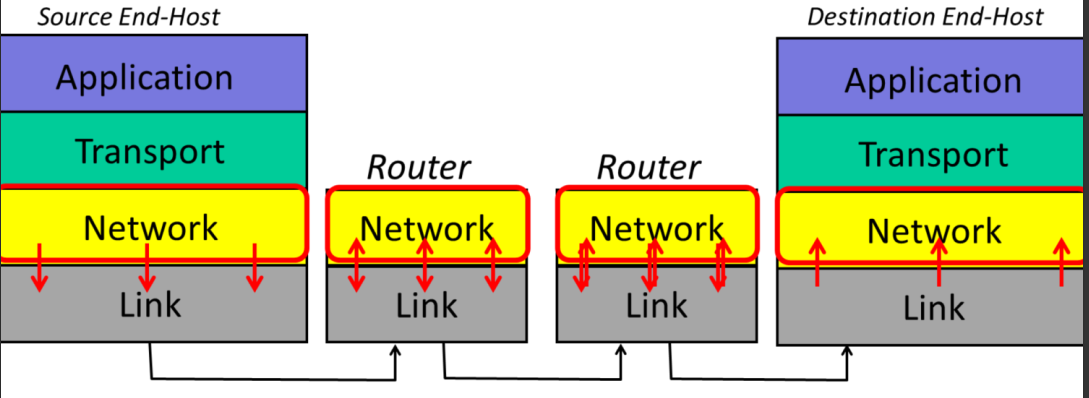 Source End-Host
Destination End-Host
Application
Application
Transport
Transport
Router
Router
Network
Network
Network
Network
Link
Link
Link
Link